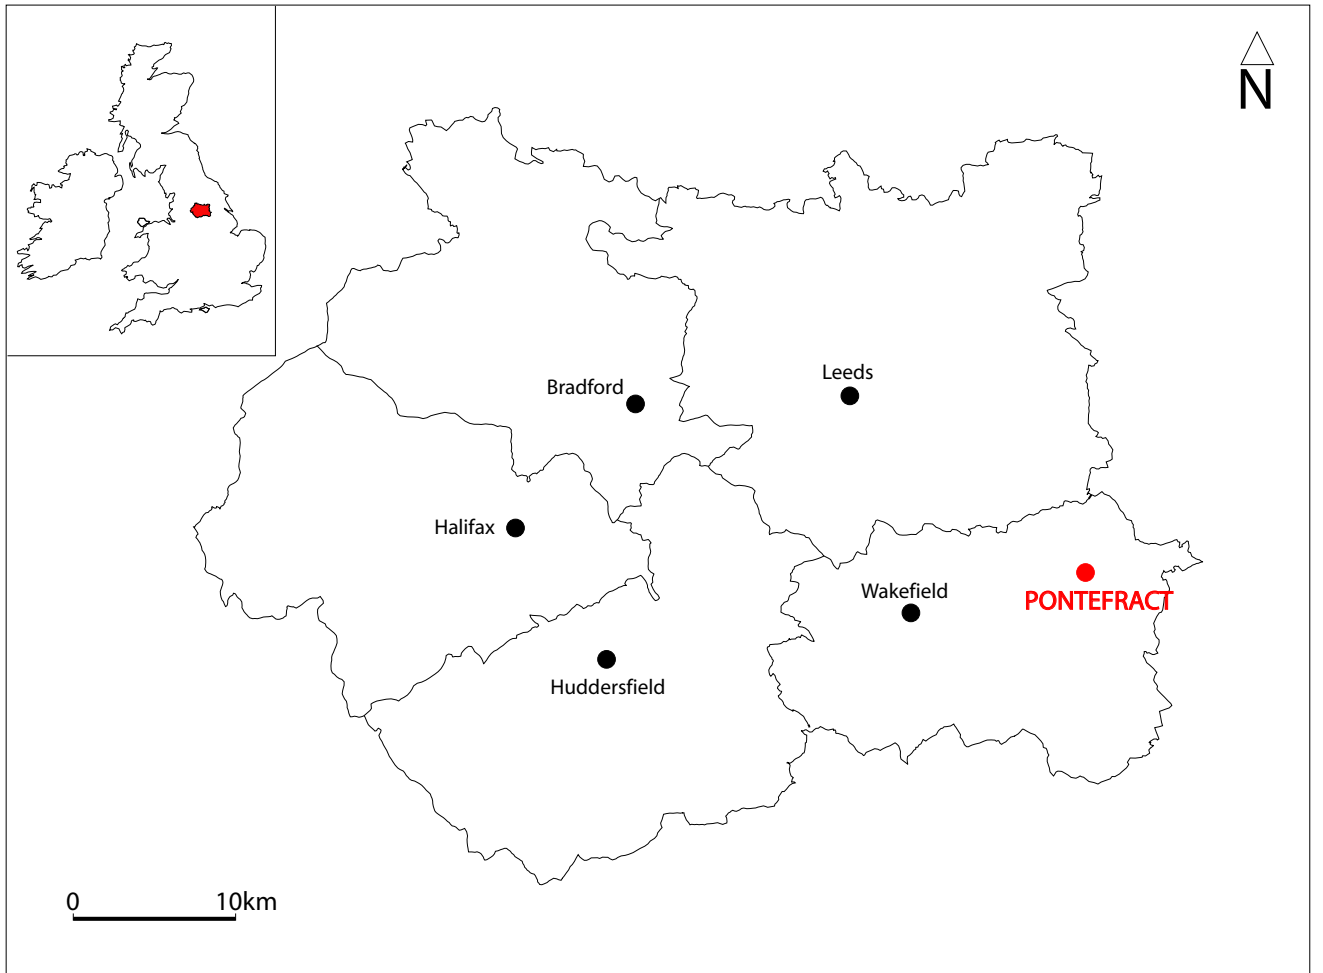 N
Leeds
Bradford
Halifax
Wakefield
PONTEFRACT
Huddersfield
0 10km